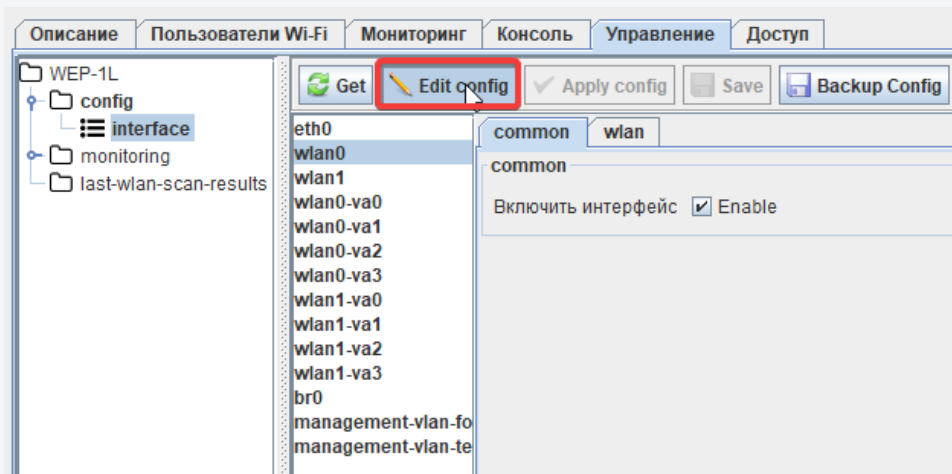 Описание Пользователи Wi-Fi Мониторинг Консоль Управление Доступ
WEP-1L
config
interface
monitoring
last-wlan-scan-results
Get Edit config Apply config Save Backup Config
eth0
wlan0
wlan1
wlan0-va0
wlan0-va1
wlan0-va2
wlan0-va3
wlan1-va0
wlan1-va1
wlan1-va2
wlan1-va3
br0
management-vlan-fo
management-vlan-te
common wlan
common
Включить интерфейс Enable